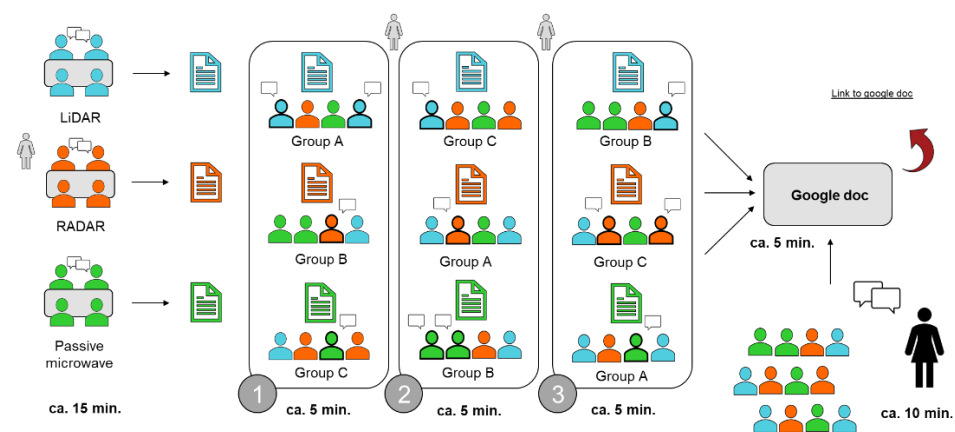 LiDAR
RADAR
Passive
microwave
ca. 15 min.
Group A
Group B
Group C
1
ca. 5 min.
Group C
Group A
Group B
2
ca. 5 min.
Group B
Group C
Group A
3
ca. 5 min.
Link to google doc
Google doc
ca. 5 min.
ca. 10 min.